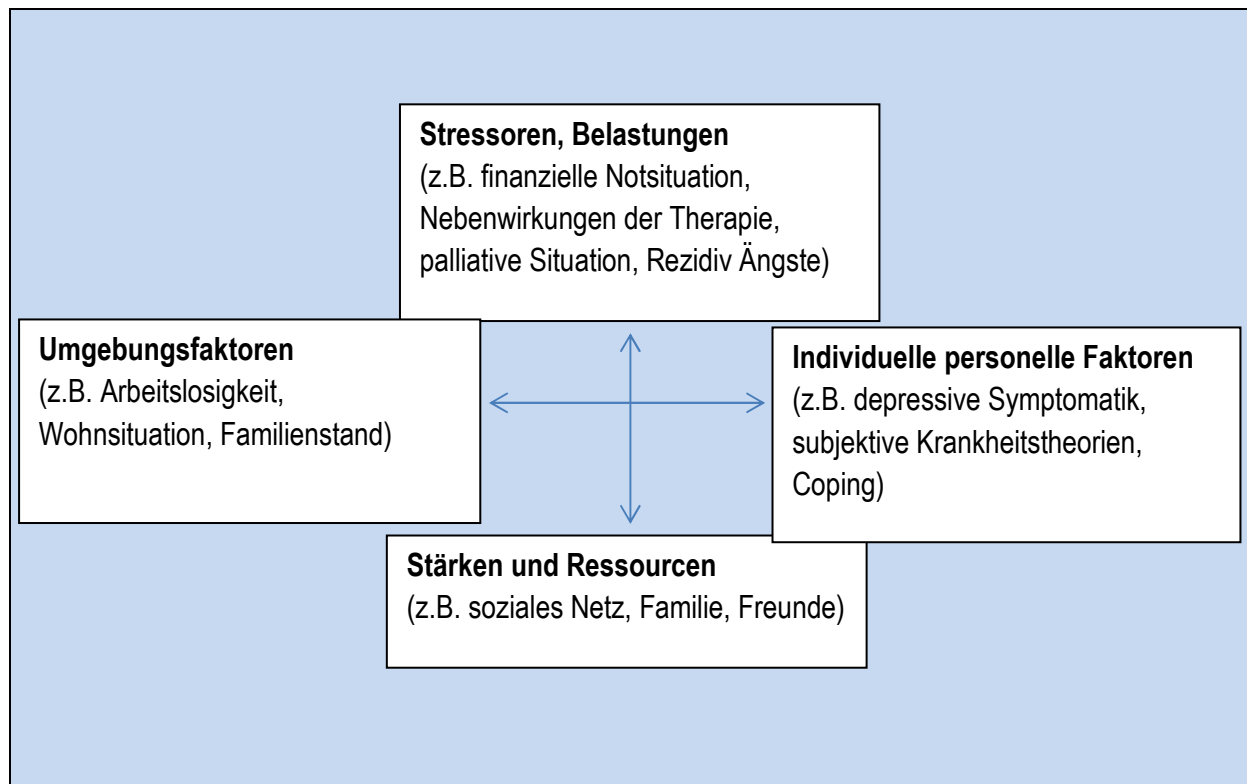 Stressoren, Belastungen
(z.B. finanzielle Notsituation,
Nebenwirkungen der Therapie,
palliative Situation, Rezidiv Ängste)
Umgebungsfaktoren
(z.B. Arbeitslosigkeit,
Wohnsituation, Familienstand)
Individuelle personelle Faktoren
(z.B. depressive Symptomatik,
subjektive Krankheitstheorien,
Coping)
Stärken und Ressourcen
(z.B. soziales Netz, Familie, Freunde)